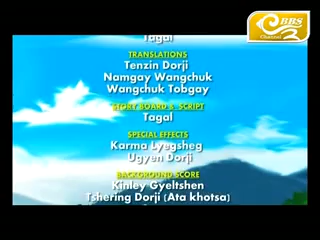 BBS
Channel 2
Tagal
TRANSLATIONS
Tenzin Dorji
Namgay Wangchuk
Wangchuk Tobgay
STORY BOARD & SCRIPT
Tagal
SPECIAL EFFECTS
Karma Lyegsheg
Ugyen Dorji
BACKGROUND SCORE
Kinley Gyeltshen
Tshering Dorji (Ata khotsa)